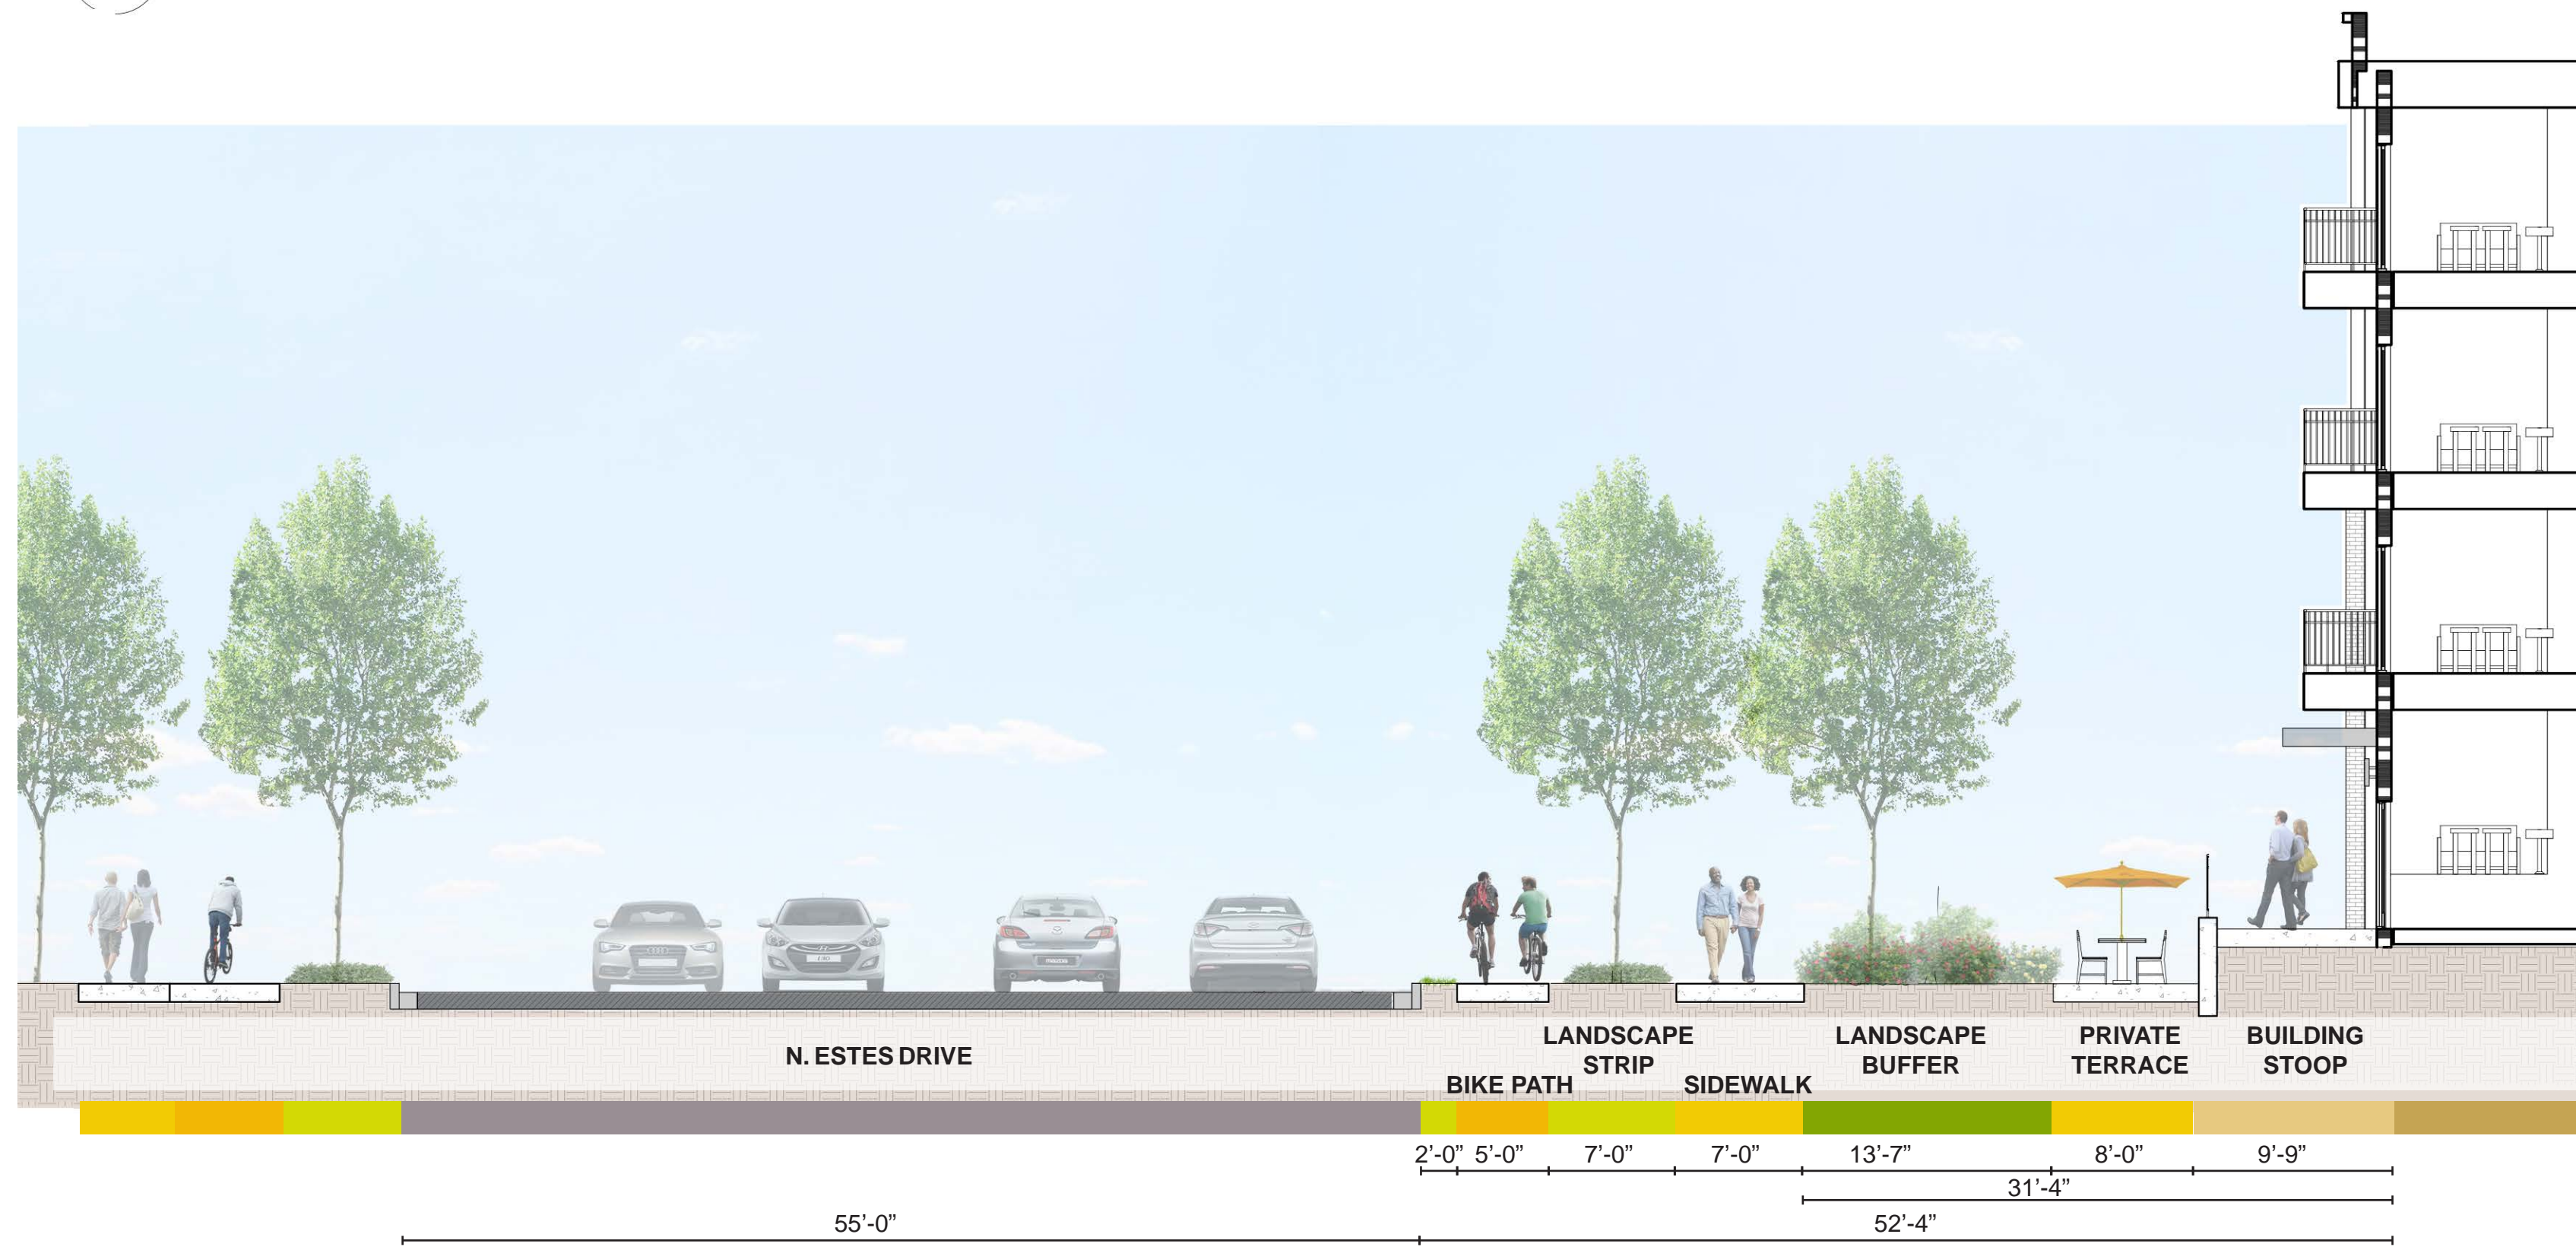 LANDSCAPE
STRIP
LANDSCAPE
BUFFER
PRIVATE
TERRACE
BUILDING
STOOP
N. ESTES DRIVE
BIKE PATH
SIDEWALK
2’-0” 5’-0” 7’-0” 7’-0” 13’-7” 8’-0” 9’-9”
31’-4”
55’-0” 52’-4”